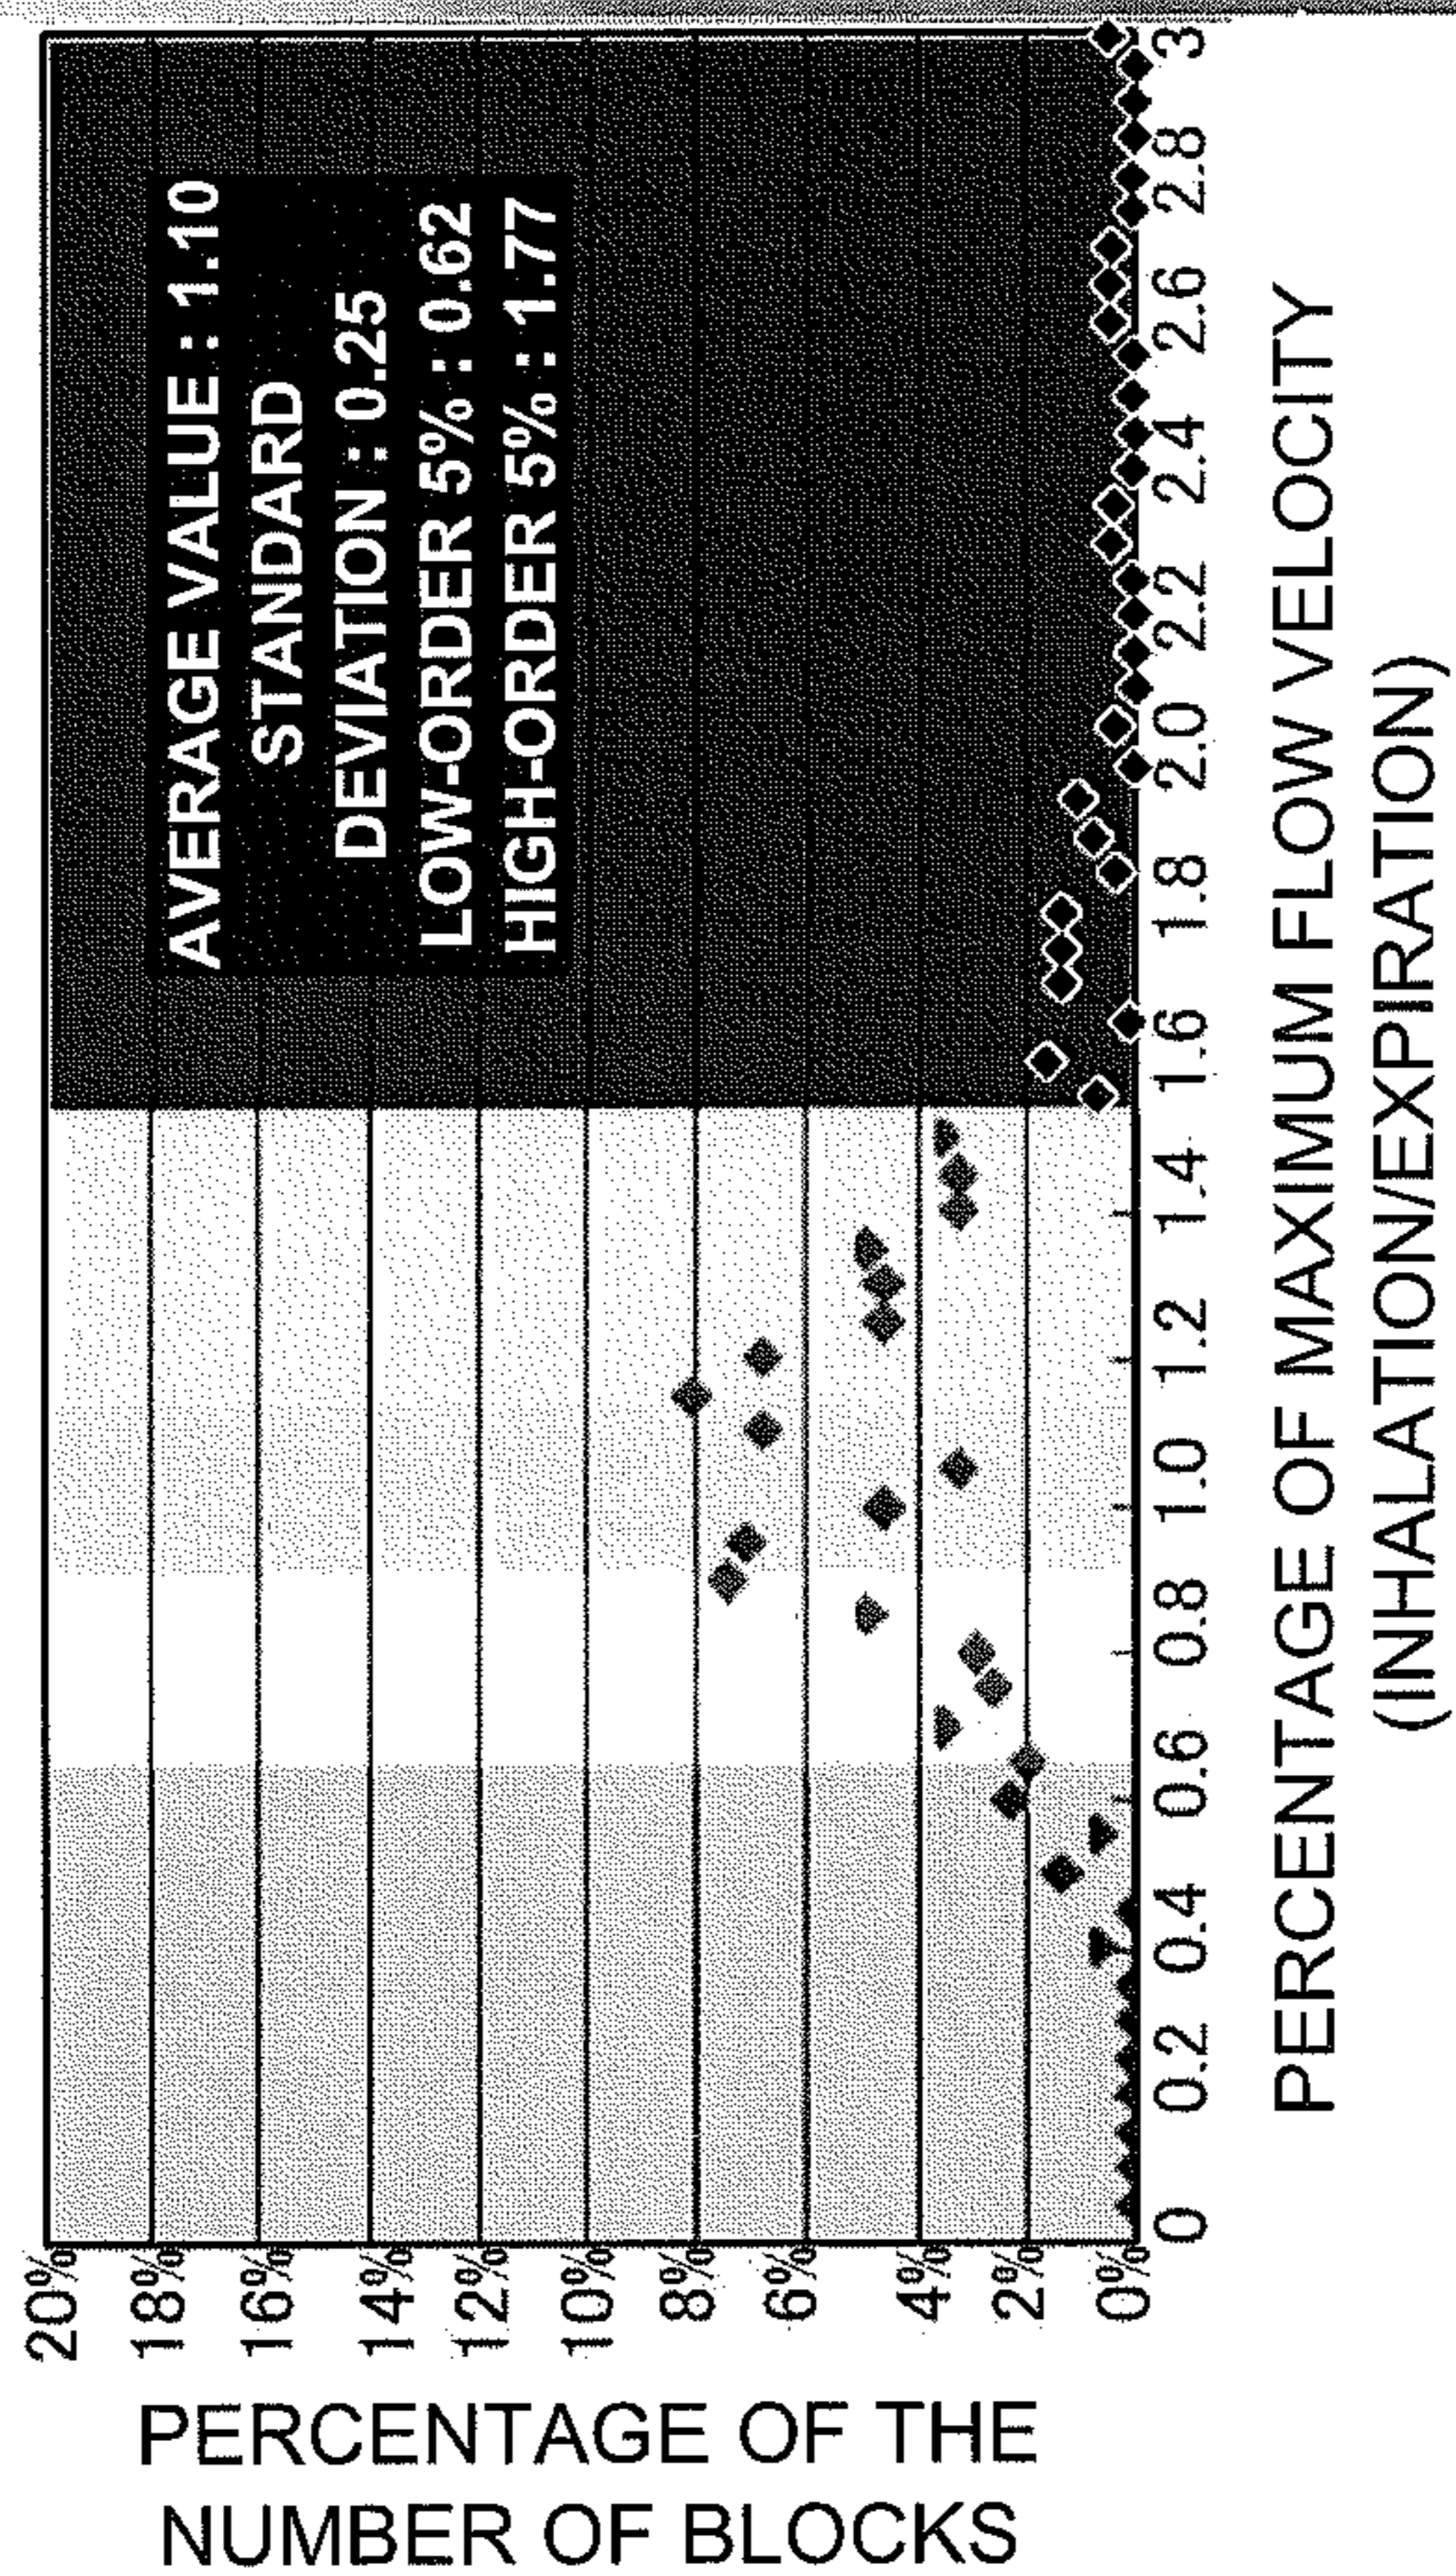 PERCENTAGE OF THE
NUMBER OF BLOCKS
20%
18%
16%
14%
12%
10%
8%
6%
4%
2%
0%
AVERAGE VALUE : 1.10
STANDARD
DEVIATION : 0.25
LOW-ORDER 5% : 0.62
HIGH-ORDER 5% : 1.77
0 0.2 0.4 0.6 0.8 1.0 1.2 1.4 1.6 1.8 2.0 2.2 2.4 2.6 2.8 3
PERCENTAGE OF MAXIMUM FLOW VELOCITY
(INHALATION/EXPIRATION)